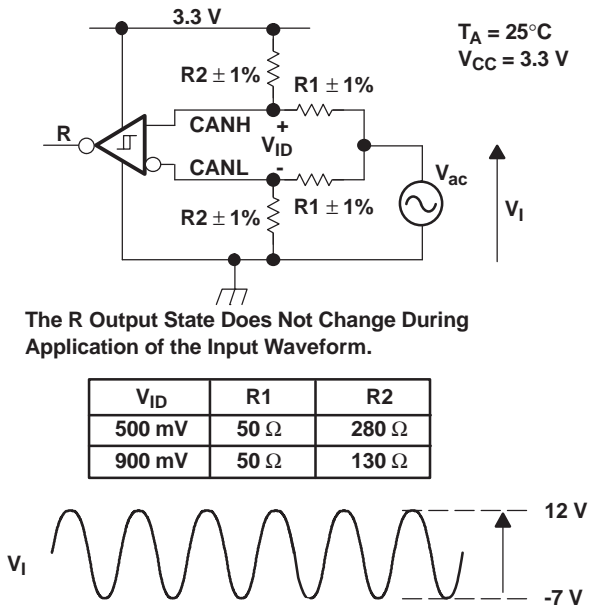 3.3 V
T_A = 25°C
V_CC = 3.3 V
R2 ± 1%
R1 ± 1%
R
CANH
+
V_ID
-
CANL
R2 ± 1%
R1 ± 1%
V_ac
V_I
The R Output State Does Not Change During
Application of the Input Waveform.
V_ID R1 R2
500 mV 50 Ω 280 Ω
900 mV 50 Ω 130 Ω
12 V
V_I
-7 V